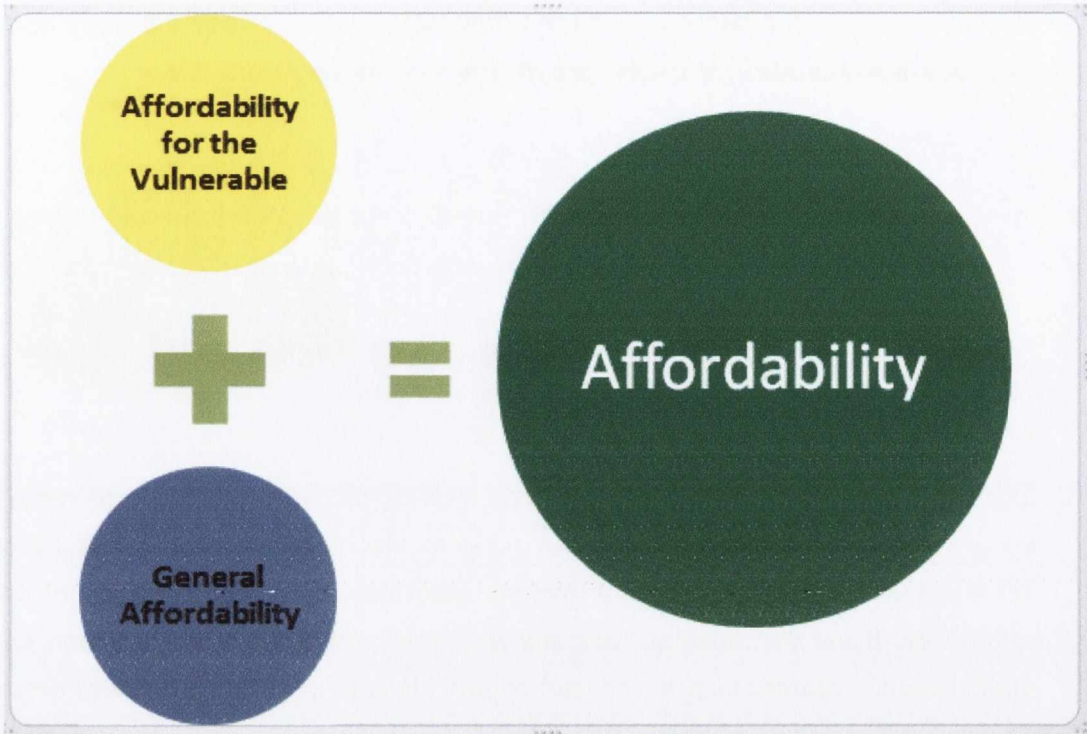 Affordability
for the
Vulnerable
+
=
Affordability
General
Affordability